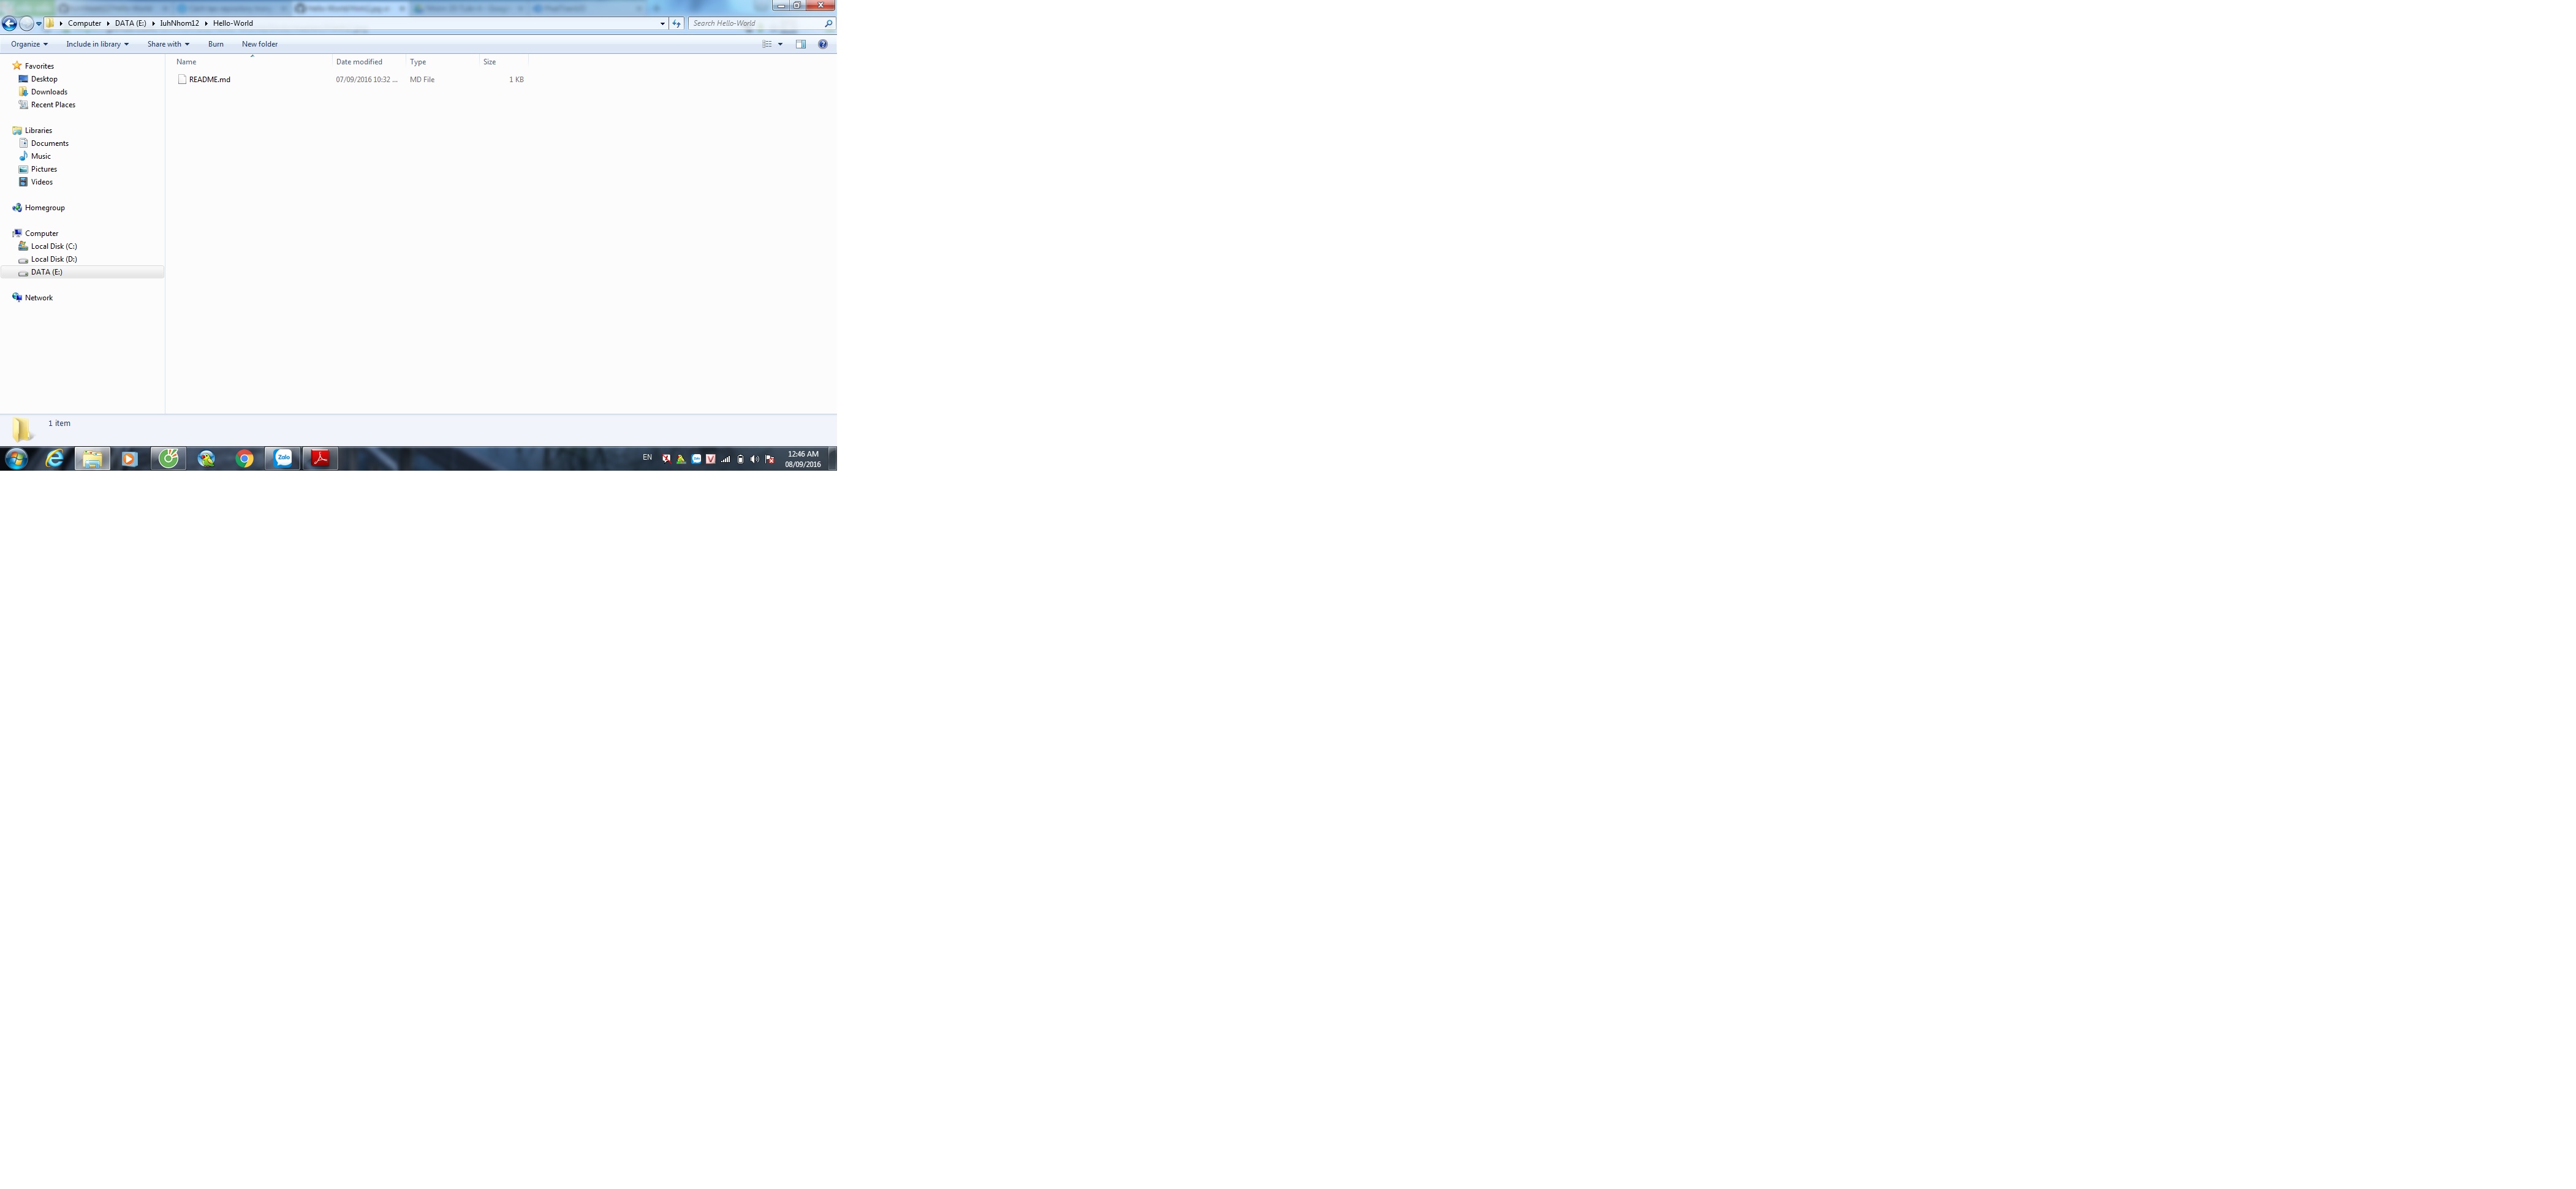 Computer DATA (E:) IuhNhom12 Hello-World
Search Hello-World
Organize Include in library Share with Burn New folder
Name Date modified Type Size
README.md 07/09/2016 10:32 ... MD File 1 KB
Favorites
Desktop
Downloads
Recent Places
Libraries
Documents
Music
Pictures
Videos
Homegroup
Computer
Local Disk (C:)
Local Disk (D:)
DATA (E:)
Network
1 item
Zalo
EN
12:46 AM
08/09/2016